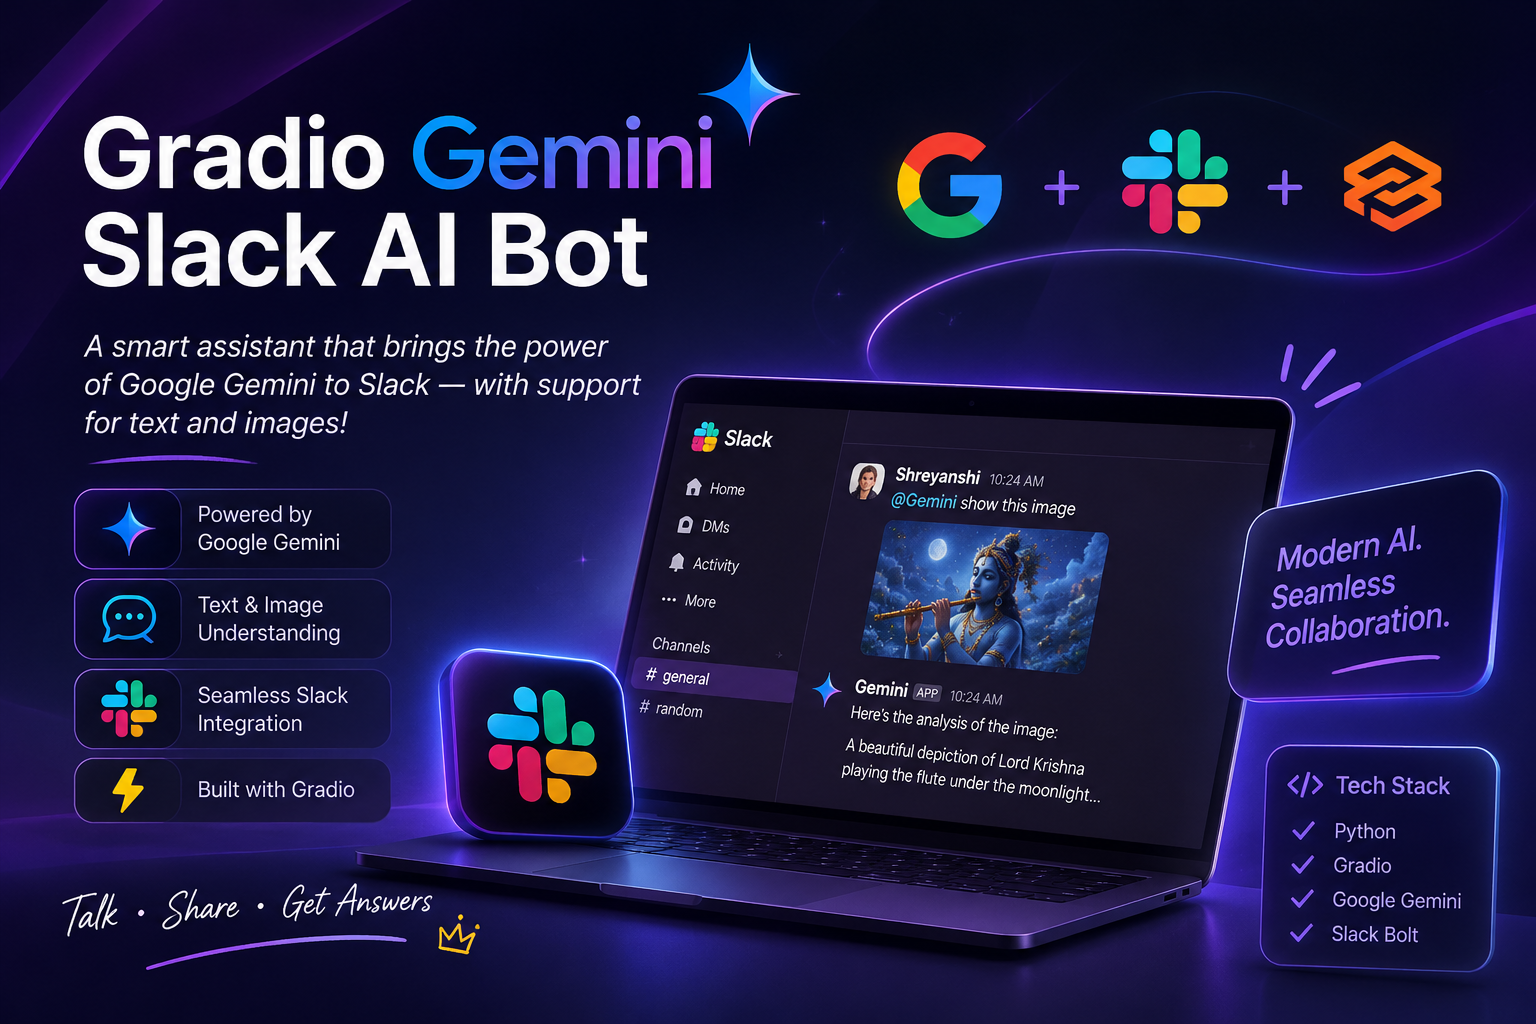 Gradio Gemini
Slack AI Bot
A smart assistant that brings the power
of Google Gemini to Slack — with support
for text and images!
Powered by
Google Gemini
Text & Image
Understanding
Seamless Slack
Integration
Built with Gradio
Talk • Share • Get Answers
Slack
Home
DMs
Activity
More
Channels
# general
# random
Shreyanshi 10:24 AM
@Gemini show this image
Gemini APP 10:24 AM
Here's the analysis of the image:
A beautiful depiction of Lord Krishna
playing the flute under the moonlight...
Modern AI.
Seamless
Collaboration.
</> Tech Stack
Python
Gradio
Google Gemini
Slack Bolt